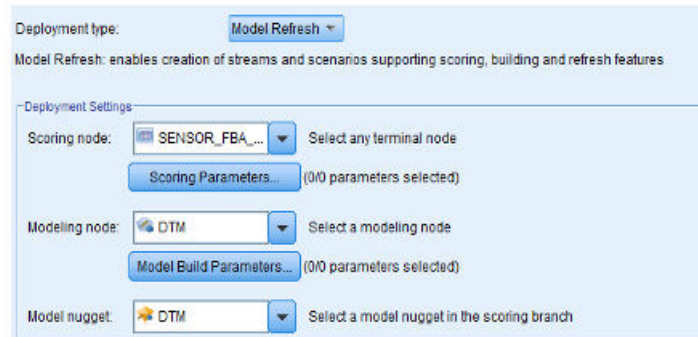 Deployment type: Model Refresh
Model Refresh: enables creation of streams and scenarios supporting scoring, building and refresh features
Deployment Settings
Scoring node: SENSOR_FBA_... Select any terminal node
Scoring Parameters... (0/0 parameters selected)
Modeling node: DTM Select a modeling node
Model Build Parameters... (0/0 parameters selected)
Model nugget: DTM Select a model nugget in the scoring branch